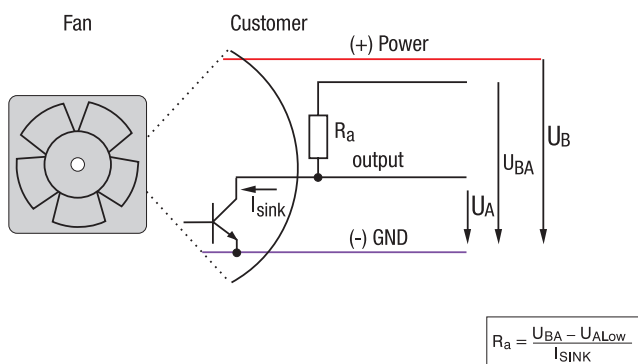 Fan
Customer
(+) Power
Ra
output
Isink
(-) GND
UA
UBA
UB
Ra = UBA – UALow
ISINK